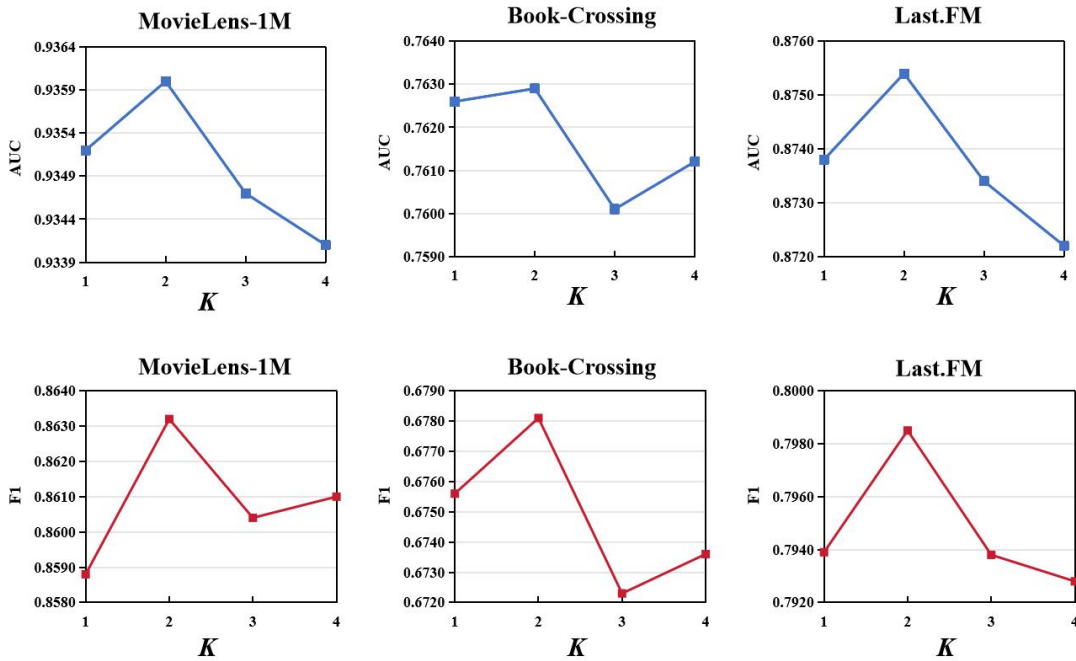 MovieLens-1M
0.9364
0.9359
0.9354
0.9349
0.9344
0.9339
AUC
1 2 3 4
K
Book-Crossing
0.7640
0.7630
0.7620
0.7610
0.7600
0.7590
AUC
1 2 3 4
K
Last.FM
0.8760
0.8750
0.8740
0.8730
0.8720
AUC
1 2 3 4
K
MovieLens-1M
0.8640
0.8630
0.8620
0.8610
0.8600
0.8590
0.8580
F1
1 2 3 4
K
Book-Crossing
0.6790
0.6780
0.6770
0.6760
0.6750
0.6740
0.6730
0.6720
F1
1 2 3 4
K
Last.FM
0.8000
0.7980
0.7960
0.7940
0.7920
F1
1 2 3 4
K